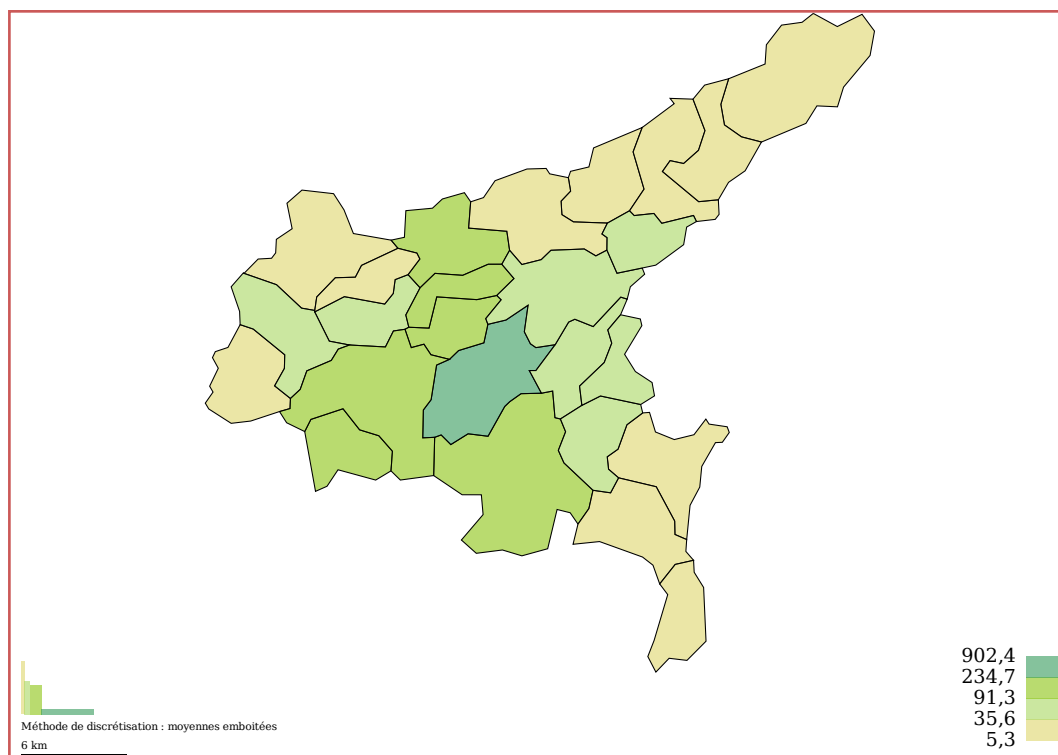 902,4
234,7
91,3
35,6
5,3
Méthode de discrétisation : moyennes emboitées
6 km